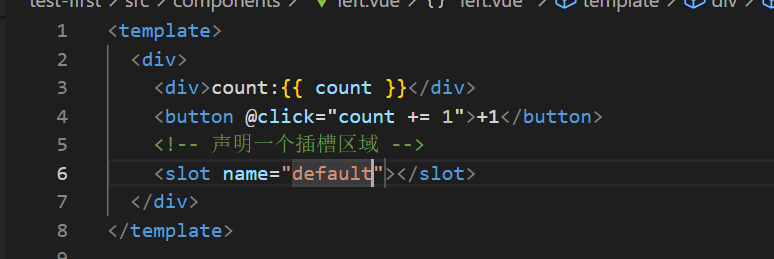 test-first > src > components > left.vue > {} left.vue > template > div >
1 <template>
2 <div>
3 <div>count:{{ count }}</div>
4 <button @click="count += 1">+1</button>
5 <!-- 声明一个插槽区域 -->
6 <slot name="default"></slot>
7 </div>
8 </template>
9